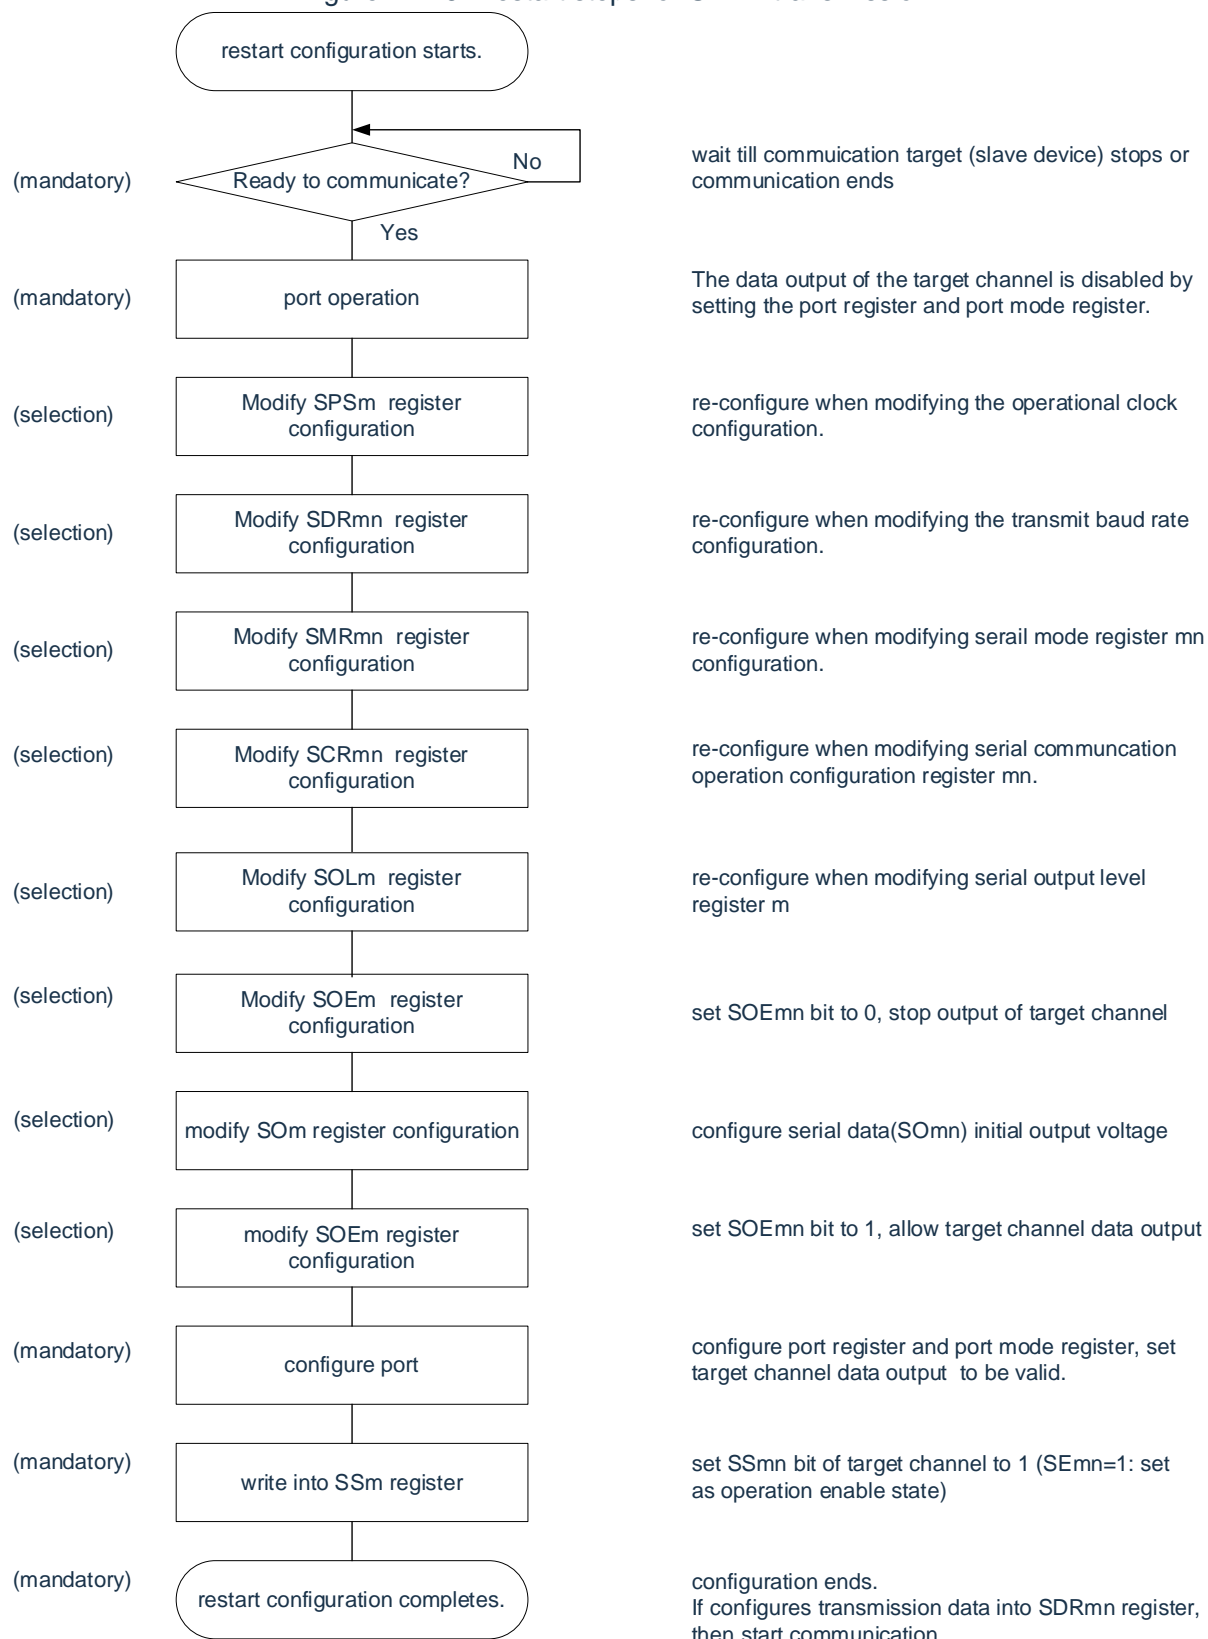 restart configuration starts.
(mandatory)
Ready to communicate?
No
wait till commuication target (slave device) stops or
communication ends
Yes
(mandatory)
port operation
The data output of the target channel is disabled by
setting the port register and port mode register.
(selection)
Modify SPSm register
configuration
re-configure when modifying the operational clock
configuration.
(selection)
Modify SDRmn register
configuration
re-configure when modifying the transmit baud rate
configuration.
(selection)
Modify SMRmn register
configuration
re-configure when modifying serail mode register mn
configuration.
(selection)
Modify SCRmn register
configuration
re-configure when modifying serial communcation
operation configuration register mn.
(selection)
Modify SOLm register
configuration
re-configure when modifying serial output level
register m
(selection)
Modify SOEm register
configuration
set SOEmn bit to 0, stop output of target channel
(selection)
modify SOm register configuration
configure serial data(SOmn) initial output voltage
(selection)
modify SOEm register
configuration
set SOEmn bit to 1, allow target channel data output
(mandatory)
configure port
configure port register and port mode register, set
target channel data output to be valid.
(mandatory)
write into SSm register
set SSmn bit of target channel to 1 (SEmn=1: set
as operation enable state)
(mandatory)
restart configuration completes.
configuration ends.
If configures transmission data into SDRmn register,
then start communication